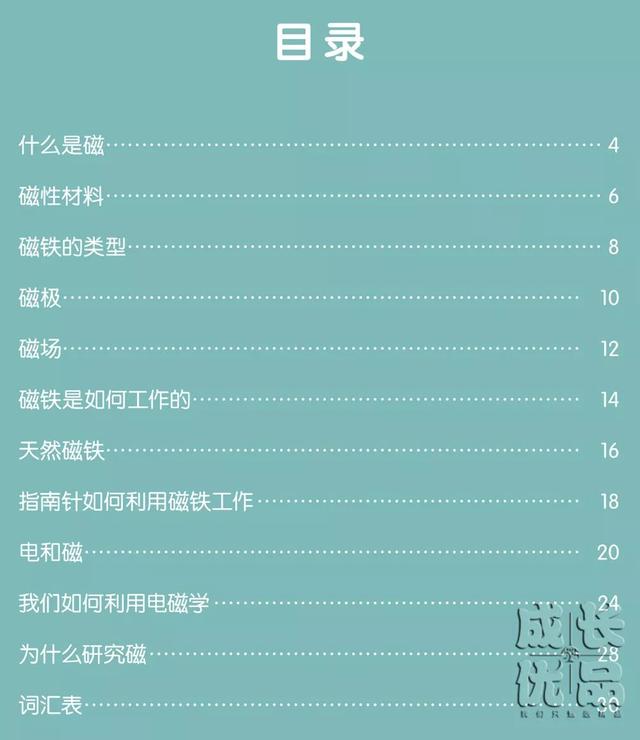 目录
什么是磁 4
磁性材料 6
磁铁的类型 8
磁极 10
磁场 12
磁铁是如何工作的 14
天然磁铁 16
指南针如何利用磁铁工作 18
电和磁 20
我们如何利用电磁学 24
为什么研究磁 28
词汇表 30
成长
优品